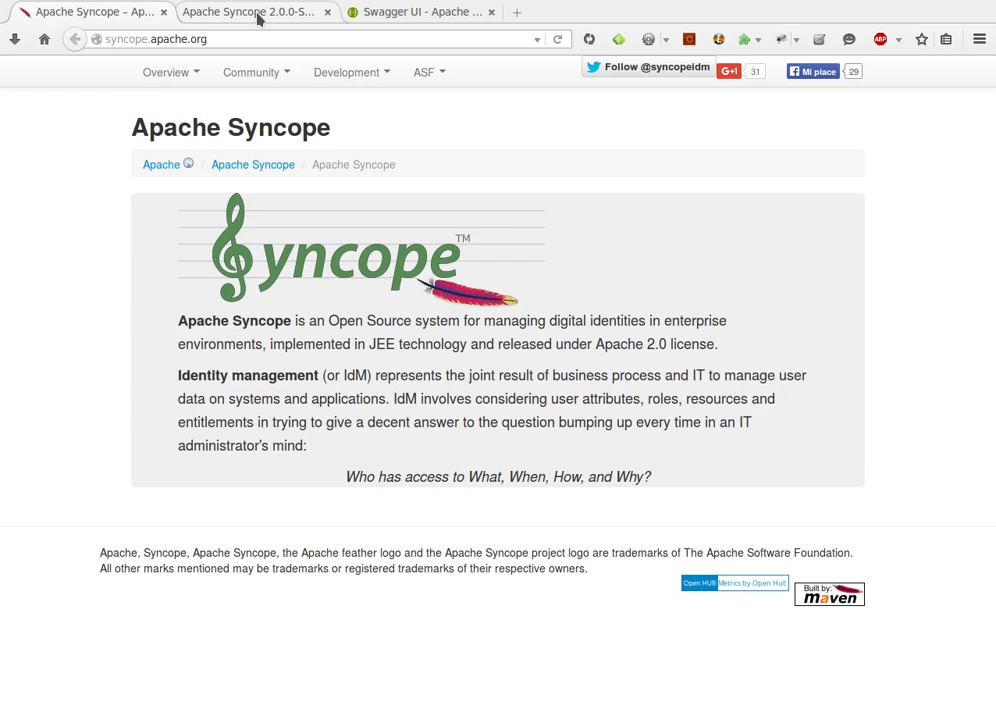 Apache Syncope – Ap... × Apache Syncope 2.0.0-S... × Swagger UI - Apache ... × +
syncope.apache.org ABP
Overview Community Development ASF Follow @syncopeidm G+1 31 Mi piace 29
Apache Syncope
Apache / Apache Syncope / Apache Syncope
yncope TM
Apache Syncope is an Open Source system for managing digital identities in enterprise
environments, implemented in JEE technology and released under Apache 2.0 license.
Identity management (or IdM) represents the joint result of business process and IT to manage user
data on systems and applications. IdM involves considering user attributes, roles, resources and
entitlements in trying to give a decent answer to the question bumping up every time in an IT
administrator's mind:
Who has access to What, When, How, and Why?
Apache, Syncope, Apache Syncope, the Apache feather logo and the Apache Syncope project logo are trademarks of The Apache Software Foundation.
All other marks mentioned may be trademarks or registered trademarks of their respective owners.
Open HUB Metrics by Open Hub
Built by:
maven